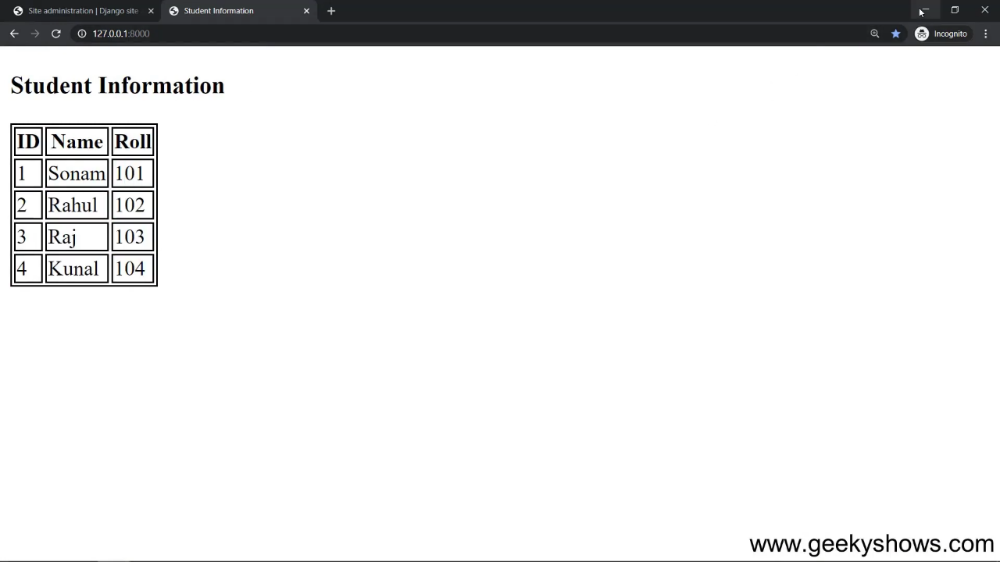 Site administration | Django site
Student Information
127.0.0.1:8000
Incognito
Student Information
ID Name Roll
1 Sonam 101
2 Rahul 102
3 Raj 103
4 Kunal 104
www.geekyshows.com